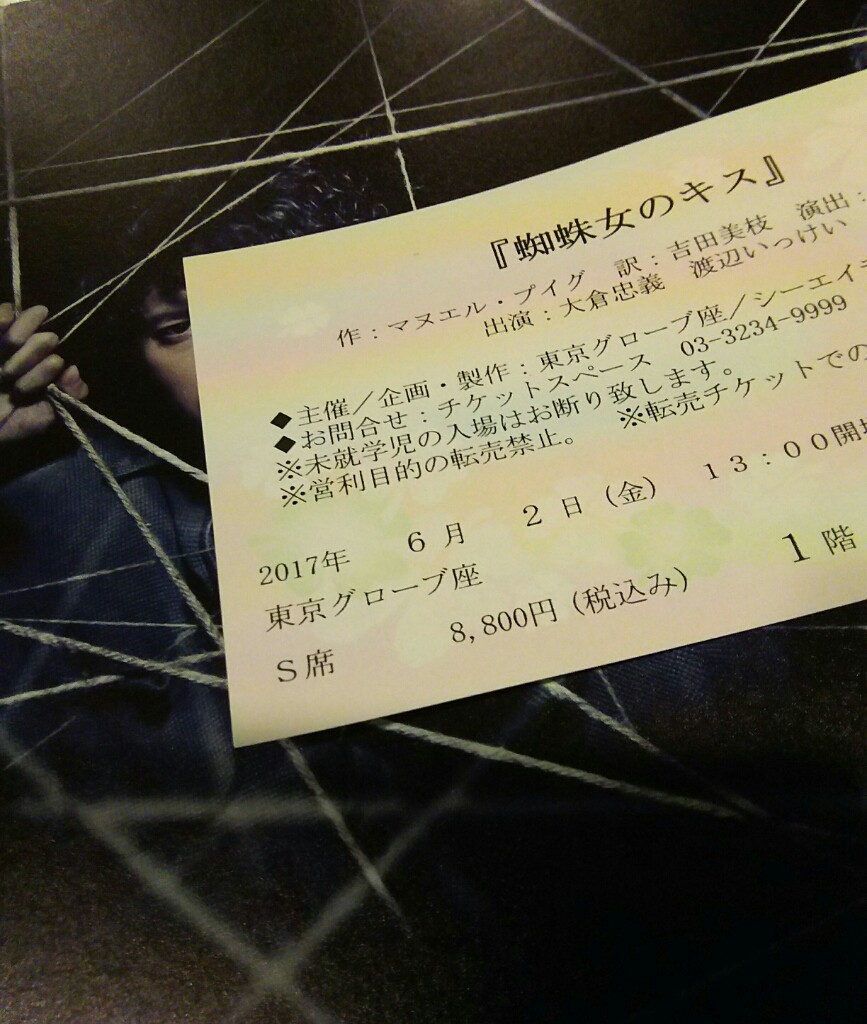 『蜘蛛女のキス』
作：マヌエル・プイグ　訳：吉田美枝　演出：
出演：大倉忠義　渡辺いっけい
◆主催／企画・製作：東京グローブ座／シーエイ
◆お問合せ：チケットスペース　03-3234-9999
※未就学児の入場はお断り致します。
※営利目的の転売禁止。　※転売チケットでの
2017年　6月　2日（金）　13：00開場
東京グローブ座
S席　8,800円（税込み）　1階